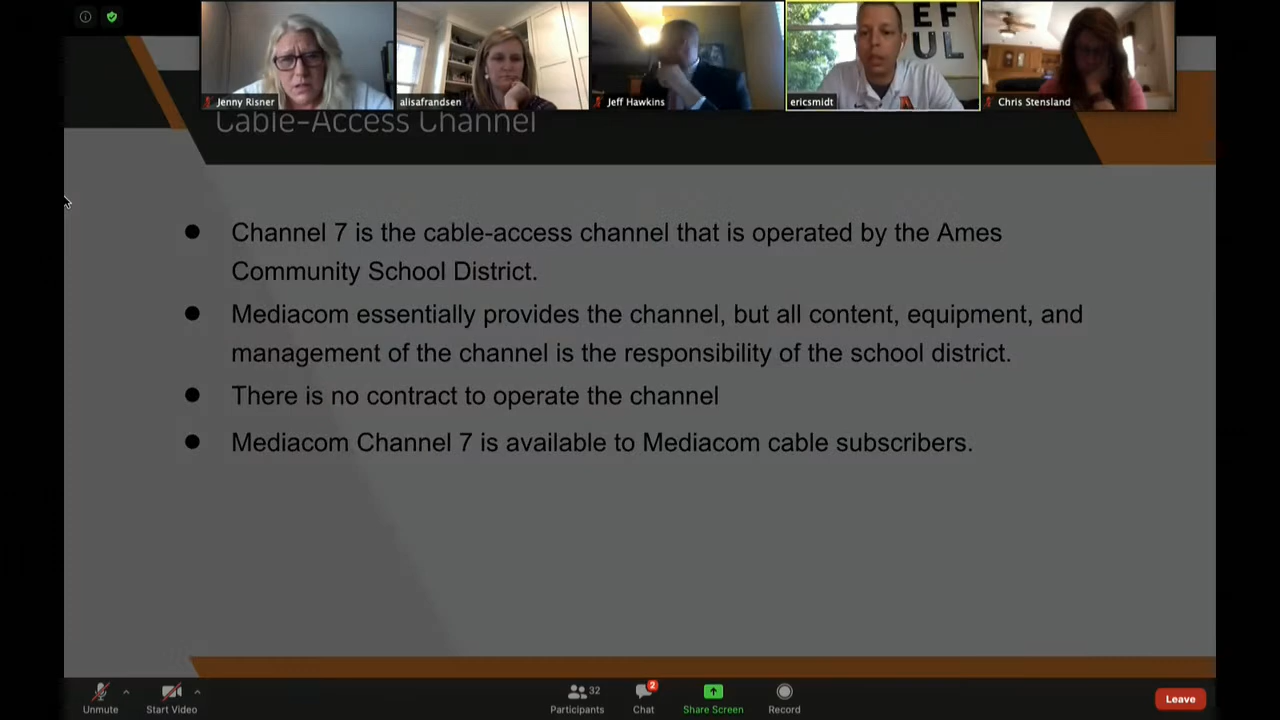 EF
UL
Jenny Risner
alisafrandsen
Jeff Hawkins
ericsmidt
Chris Stensland
Cable-Access Channel
Channel 7 is the cable-access channel that is operated by the Ames
Community School District.
Mediacom essentially provides the channel, but all content, equipment, and
management of the channel is the responsibility of the school district.
There is no contract to operate the channel
Mediacom Channel 7 is available to Mediacom cable subscribers.
Unmute
Start Video
32
Participants
2
Chat
Share Screen
Record
Leave